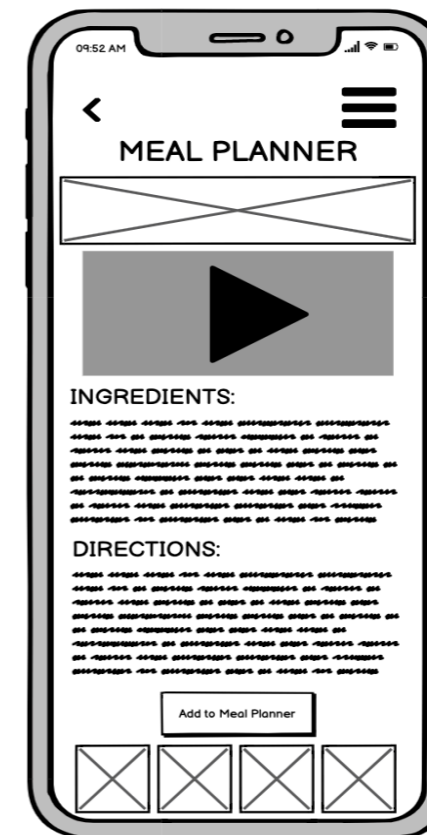 09:52 AM
MEAL PLANNER
INGREDIENTS:
DIRECTIONS:
Add to Meal Planner